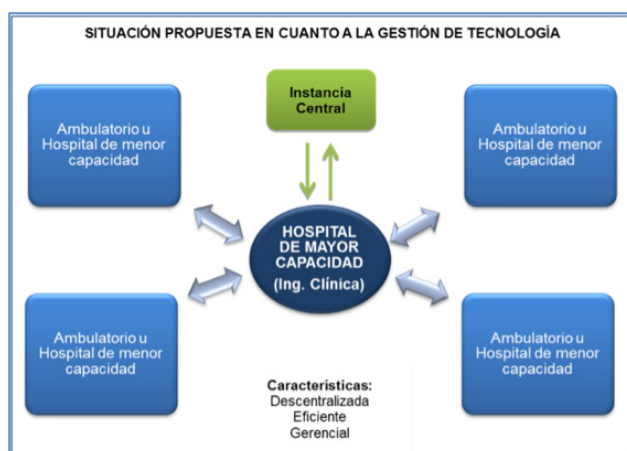 SITUACIÓN PROPUESTA EN CUANTO A LA GESTIÓN DE TECNOLOGÍA
Instancia
Central
Ambulatorio u
Hospital de menor
capacidad
Ambulatorio u
Hospital de menor
capacidad
HOSPITAL
DE MAYOR
CAPACIDAD
(Ing. Clínica)
Ambulatorio u
Hospital de menor
capacidad
Ambulatorio u
Hospital de menor
capacidad
Características:
Descentralizada
Eficiente
Gerencial